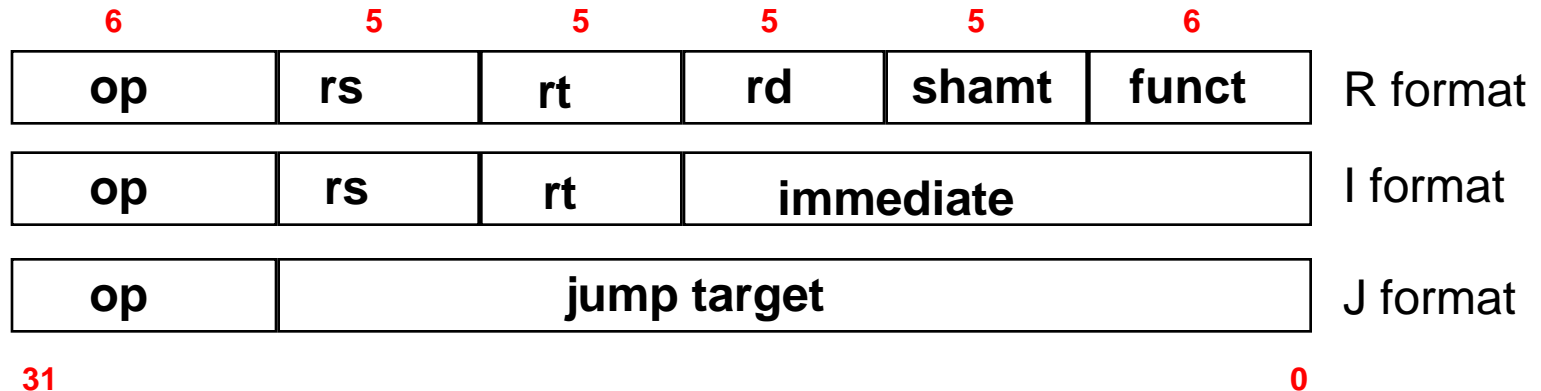 6 5 5 5 5 6
op rs rt rd shamt funct R format
op rs rt immediate I format
op jump target J format
31 0